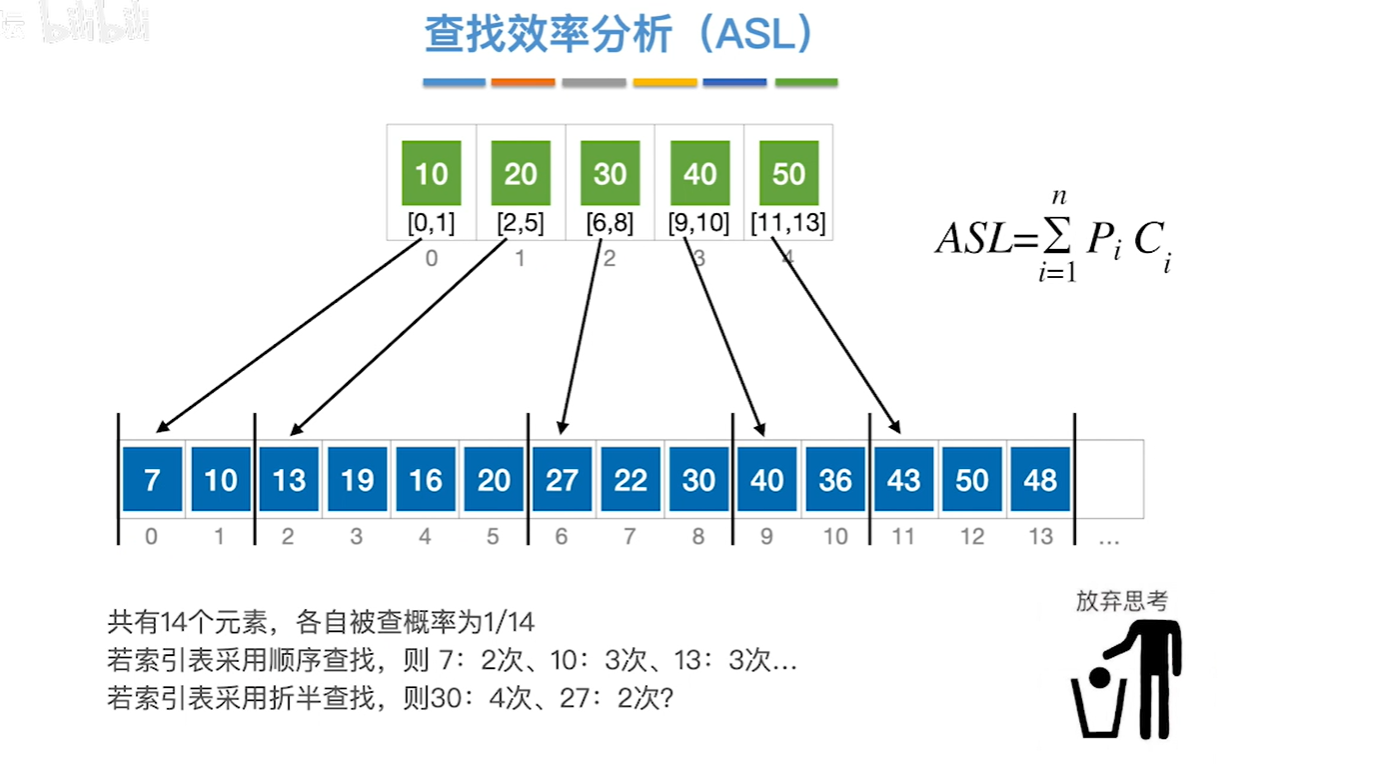 坛 bilibili
查找效率分析（ASL）
10 20 30 40 50
[0,1] [2,5] [6,8] [9,10] [11,13]
0 1 2 3 4
ASL=∑ⁿᵢ₌₁ Pᵢ Cᵢ
7 10 13 19 16 20 27 22 30 40 36 43 50 48
0 1 2 3 4 5 6 7 8 9 10 11 12 13 ...
共有14个元素，各自被查概率为1/14
若索引表采用顺序查找，则 7：2次、10：3次、13：3次...
若索引表采用折半查找，则30：4次、27：2次?
放弃思考